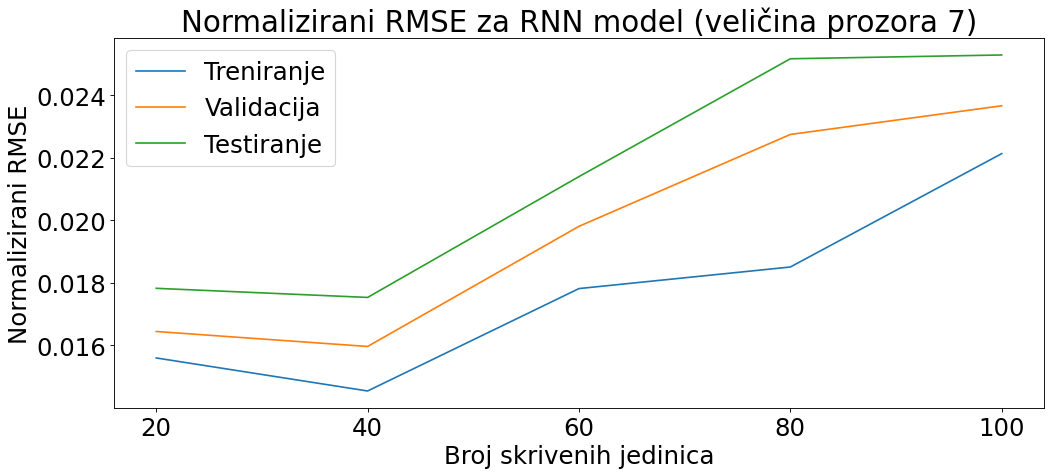 Normalizirani RMSE za RNN model (veličina prozora 7)
Treniranje
Validacija
Testiranje
Normalizirani RMSE
0.024
0.022
0.020
0.018
0.016
20 40 60 80 100
Broj skrivenih jedinica